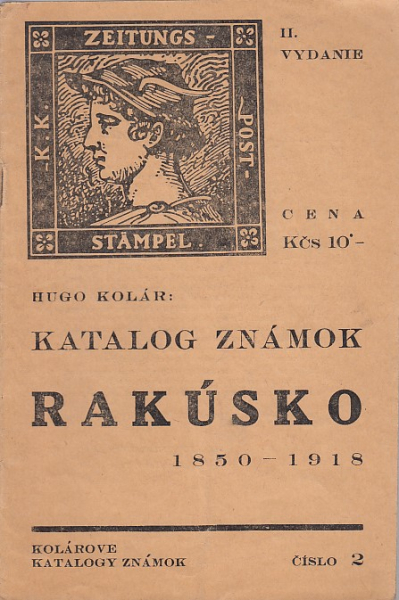 ZEITUNGS-
K. K.
POST-
STÄMPEL.
II.
VYDANIE
CENA
KČS 10·-
HUGO KOLÁR:
KATALOG ZNÁMOK
RAKÚSKO
1850-1918
KOLÁROVE
KATALOGY ZNÁMOK
ČÍSLO 2